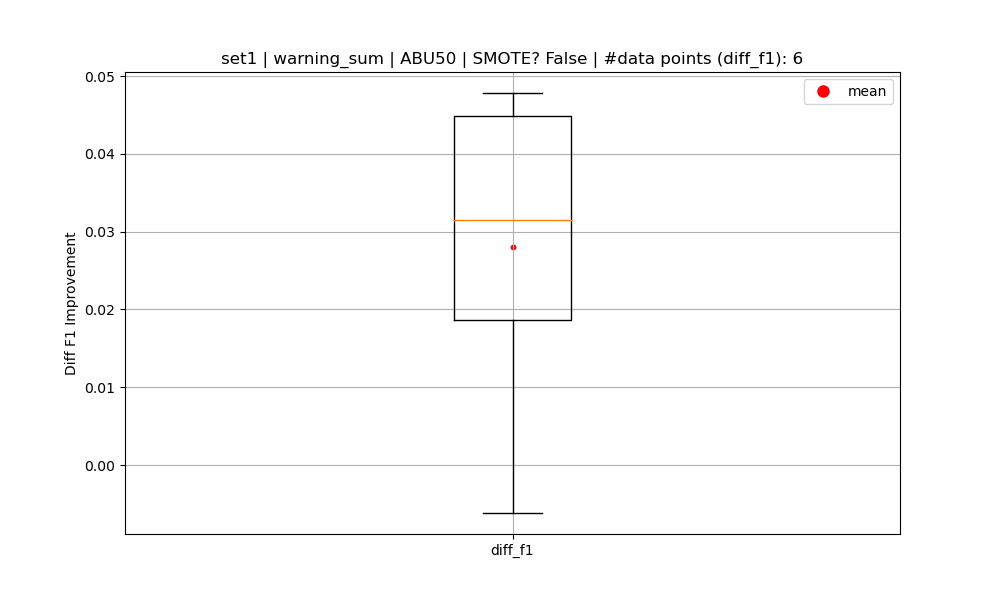 set1 | warning_sum | ABU50 | SMOTE? False | #data points (diff_f1): 6
mean
0.05
0.04
0.03
0.02
0.01
0.00
Diff F1 Improvement
diff_f1